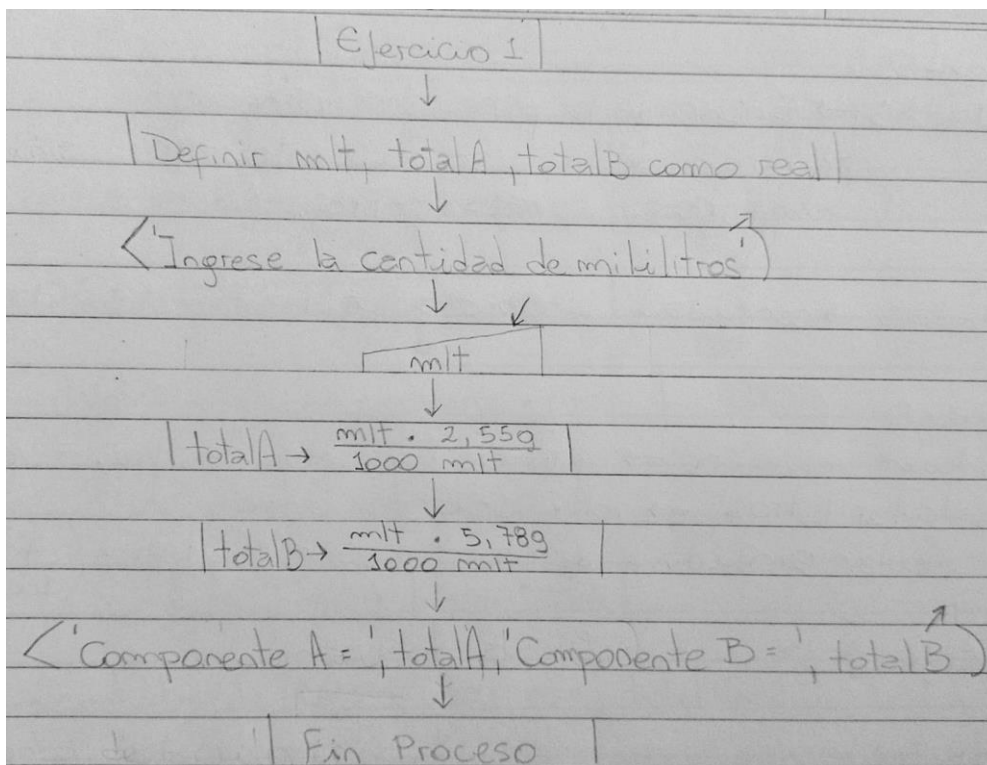 Ejercicio 1
Definir mlt, totalA, totalB como real
'Ingrese la cantidad de mililitros'
mlt
totalA → mlt . 2,55g
1000 mlt
totalB → mlt . 5,78g
1000 mlt
'Componente A = ', totalA, 'Componente B = ', totalB
Fin Proceso